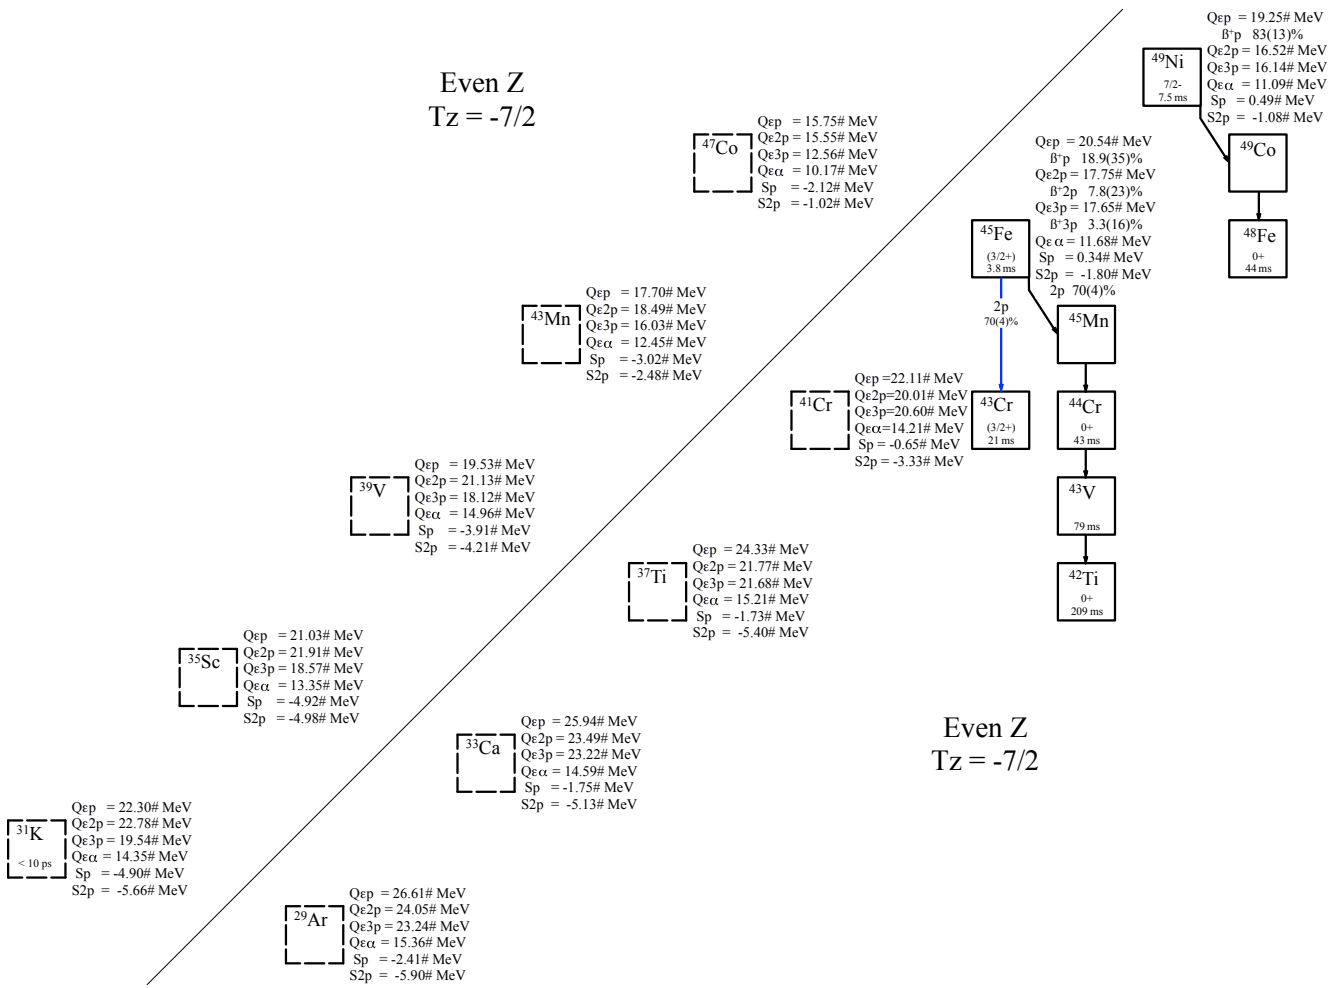 Even Z
Tz = -7/2
⁴⁹Ni
7/2-
7.5 ms
Qεp = 19.25# MeV
ß⁺p 83(13)%
Qε2p = 16.52# MeV
Qε3p = 16.14# MeV
Qεα = 11.09# MeV
Sp = 0.49# MeV
S2p = -1.08# MeV
⁴⁹Co
⁴⁸Fe
0+
44 ms
⁴⁷Co
Qεp = 15.75# MeV
Qε2p = 15.55# MeV
Qε3p = 12.56# MeV
Qεα = 10.17# MeV
Sp = -2.12# MeV
S2p = -1.02# MeV
⁴⁵Fe
(3/2+)
3.8 ms
Qεp = 20.54# MeV
ß⁺p 18.9(35)%
Qε2p = 17.75# MeV
ß⁺2p 7.8(23)%
Qε3p = 17.65# MeV
ß⁺3p 3.3(16)%
Qεα = 11.68# MeV
Sp = 0.34# MeV
S2p = -1.80# MeV
2p 70(4)%
2p
70(4)%
⁴⁵Mn
⁴³Mn
Qεp = 17.70# MeV
Qε2p = 18.49# MeV
Qε3p = 16.03# MeV
Qεα = 12.45# MeV
Sp = -3.02# MeV
S2p = -2.48# MeV
⁴¹Cr
Qεp =22.11# MeV
Qε2p=20.01# MeV
Qε3p=20.60# MeV
Qεα=14.21# MeV
Sp = -0.65# MeV
S2p = -3.33# MeV
⁴³Cr
(3/2+)
21 ms
⁴⁴Cr
0+
43 ms
⁴³V
79 ms
⁴²Ti
0+
209 ms
³⁹V
Qεp = 19.53# MeV
Qε2p = 21.13# MeV
Qε3p = 18.12# MeV
Qεα = 14.96# MeV
Sp = -3.91# MeV
S2p = -4.21# MeV
³⁷Ti
Qεp = 24.33# MeV
Qε2p = 21.77# MeV
Qε3p = 21.68# MeV
Qεα = 15.21# MeV
Sp = -1.73# MeV
S2p = -5.40# MeV
³⁵Sc
Qεp = 21.03# MeV
Qε2p = 21.91# MeV
Qε3p = 18.57# MeV
Qεα = 13.35# MeV
Sp = -4.92# MeV
S2p = -4.98# MeV
³³Ca
Qεp = 25.94# MeV
Qε2p = 23.49# MeV
Qε3p = 23.22# MeV
Qεα = 14.59# MeV
Sp = -1.75# MeV
S2p = -5.13# MeV
Even Z
Tz = -7/2
³¹K
< 10 ps
Qεp = 22.30# MeV
Qε2p = 22.78# MeV
Qε3p = 19.54# MeV
Qεα = 14.35# MeV
Sp = -4.90# MeV
S2p = -5.66# MeV
²⁹Ar
Qεp = 26.61# MeV
Qε2p = 24.05# MeV
Qε3p = 23.24# MeV
Qεα = 15.36# MeV
Sp = -2.41# MeV
S2p = -5.90# MeV